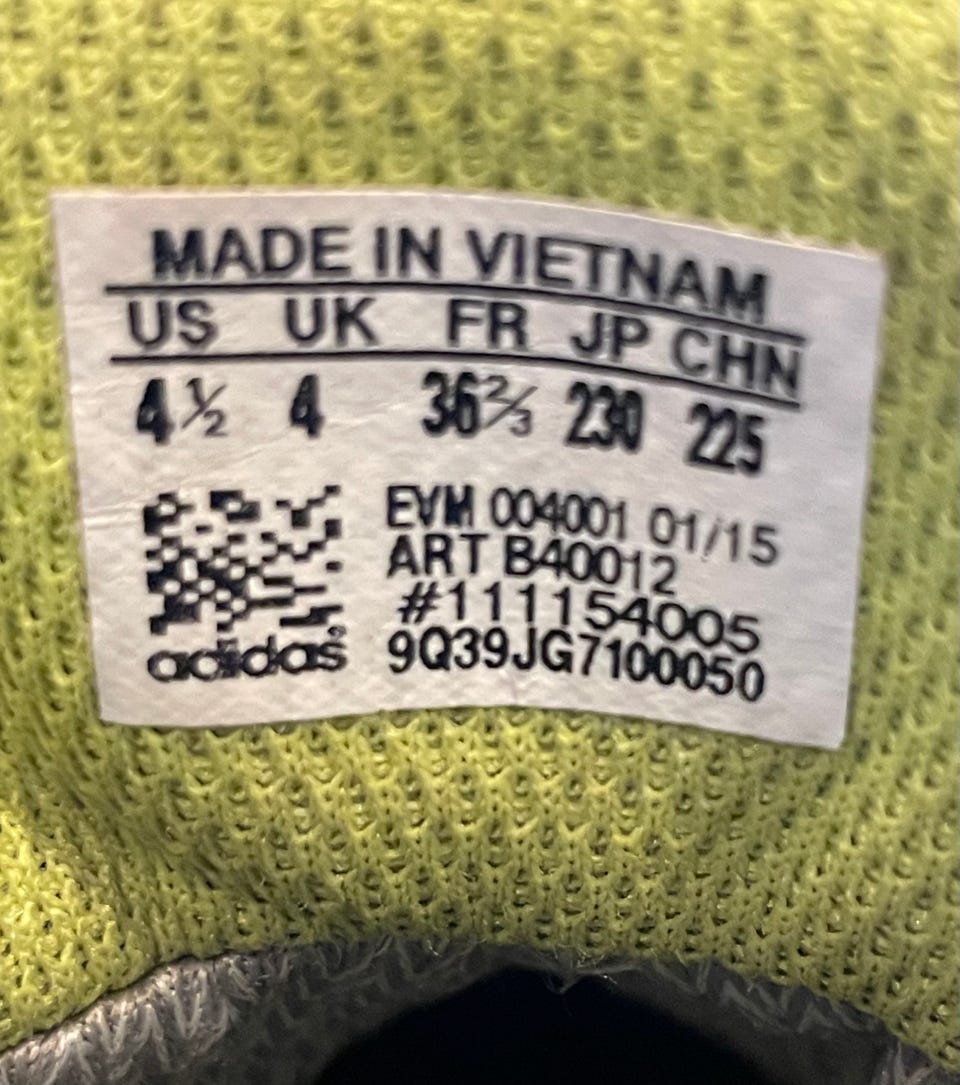 MADE IN VIETNAM
US UK FR JP CHN
4½ 4 36⅔ 230 225
EVM 004001 01/15
ART B40012
#111154005
adidas® 9Q39JG7100050